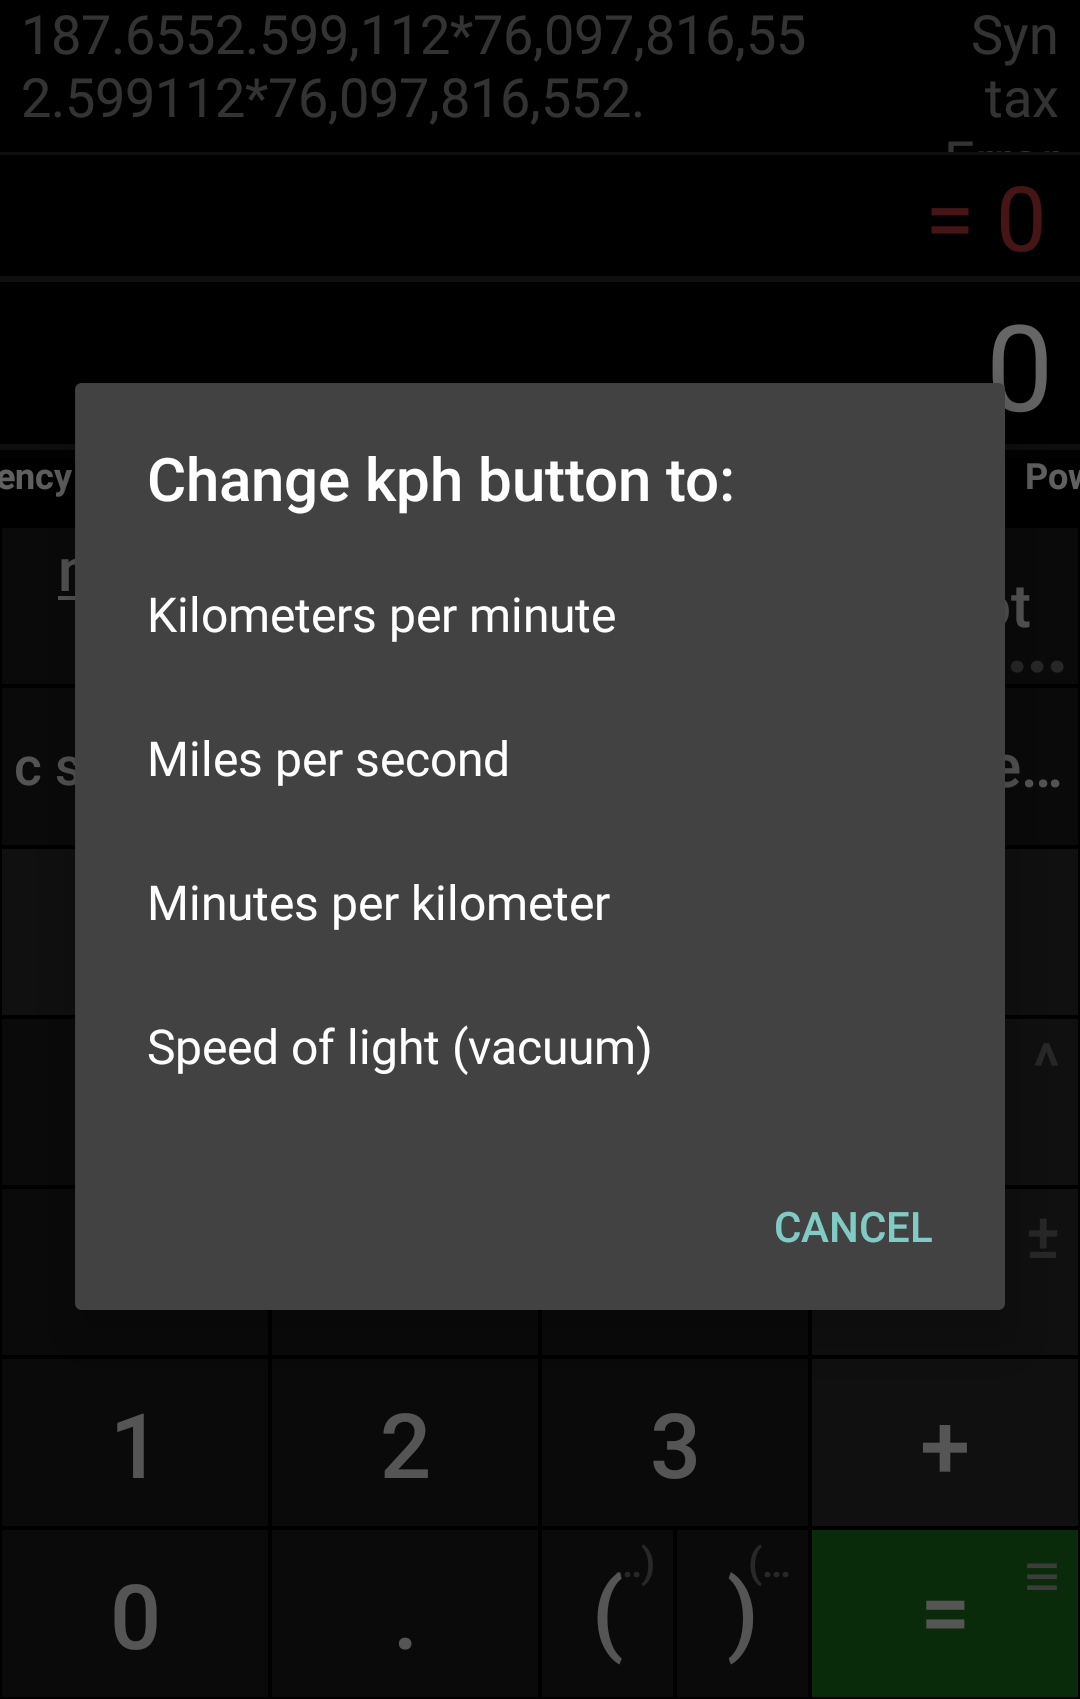 187.6552.599,112*76,097,816,55
2.599112*76,097,816,552.
Syn
tax
= 0
0
Change kph button to:
Kilometers per minute
Miles per second
Minutes per kilometer
Speed of light (vacuum)
CANCEL
^
±
1 2 3 +
0 . ( ..) ) (... =